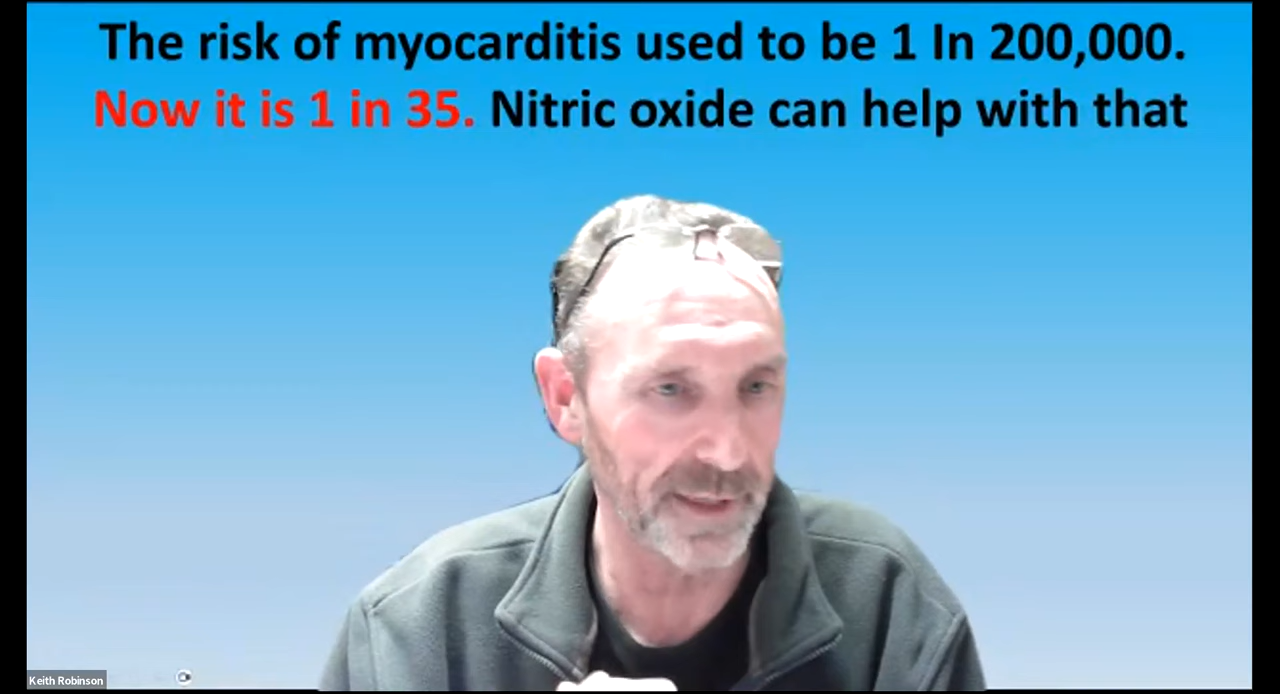 The risk of myocarditis used to be 1 In 200,000.
Now it is 1 in 35. Nitric oxide can help with that
Keith Robinson